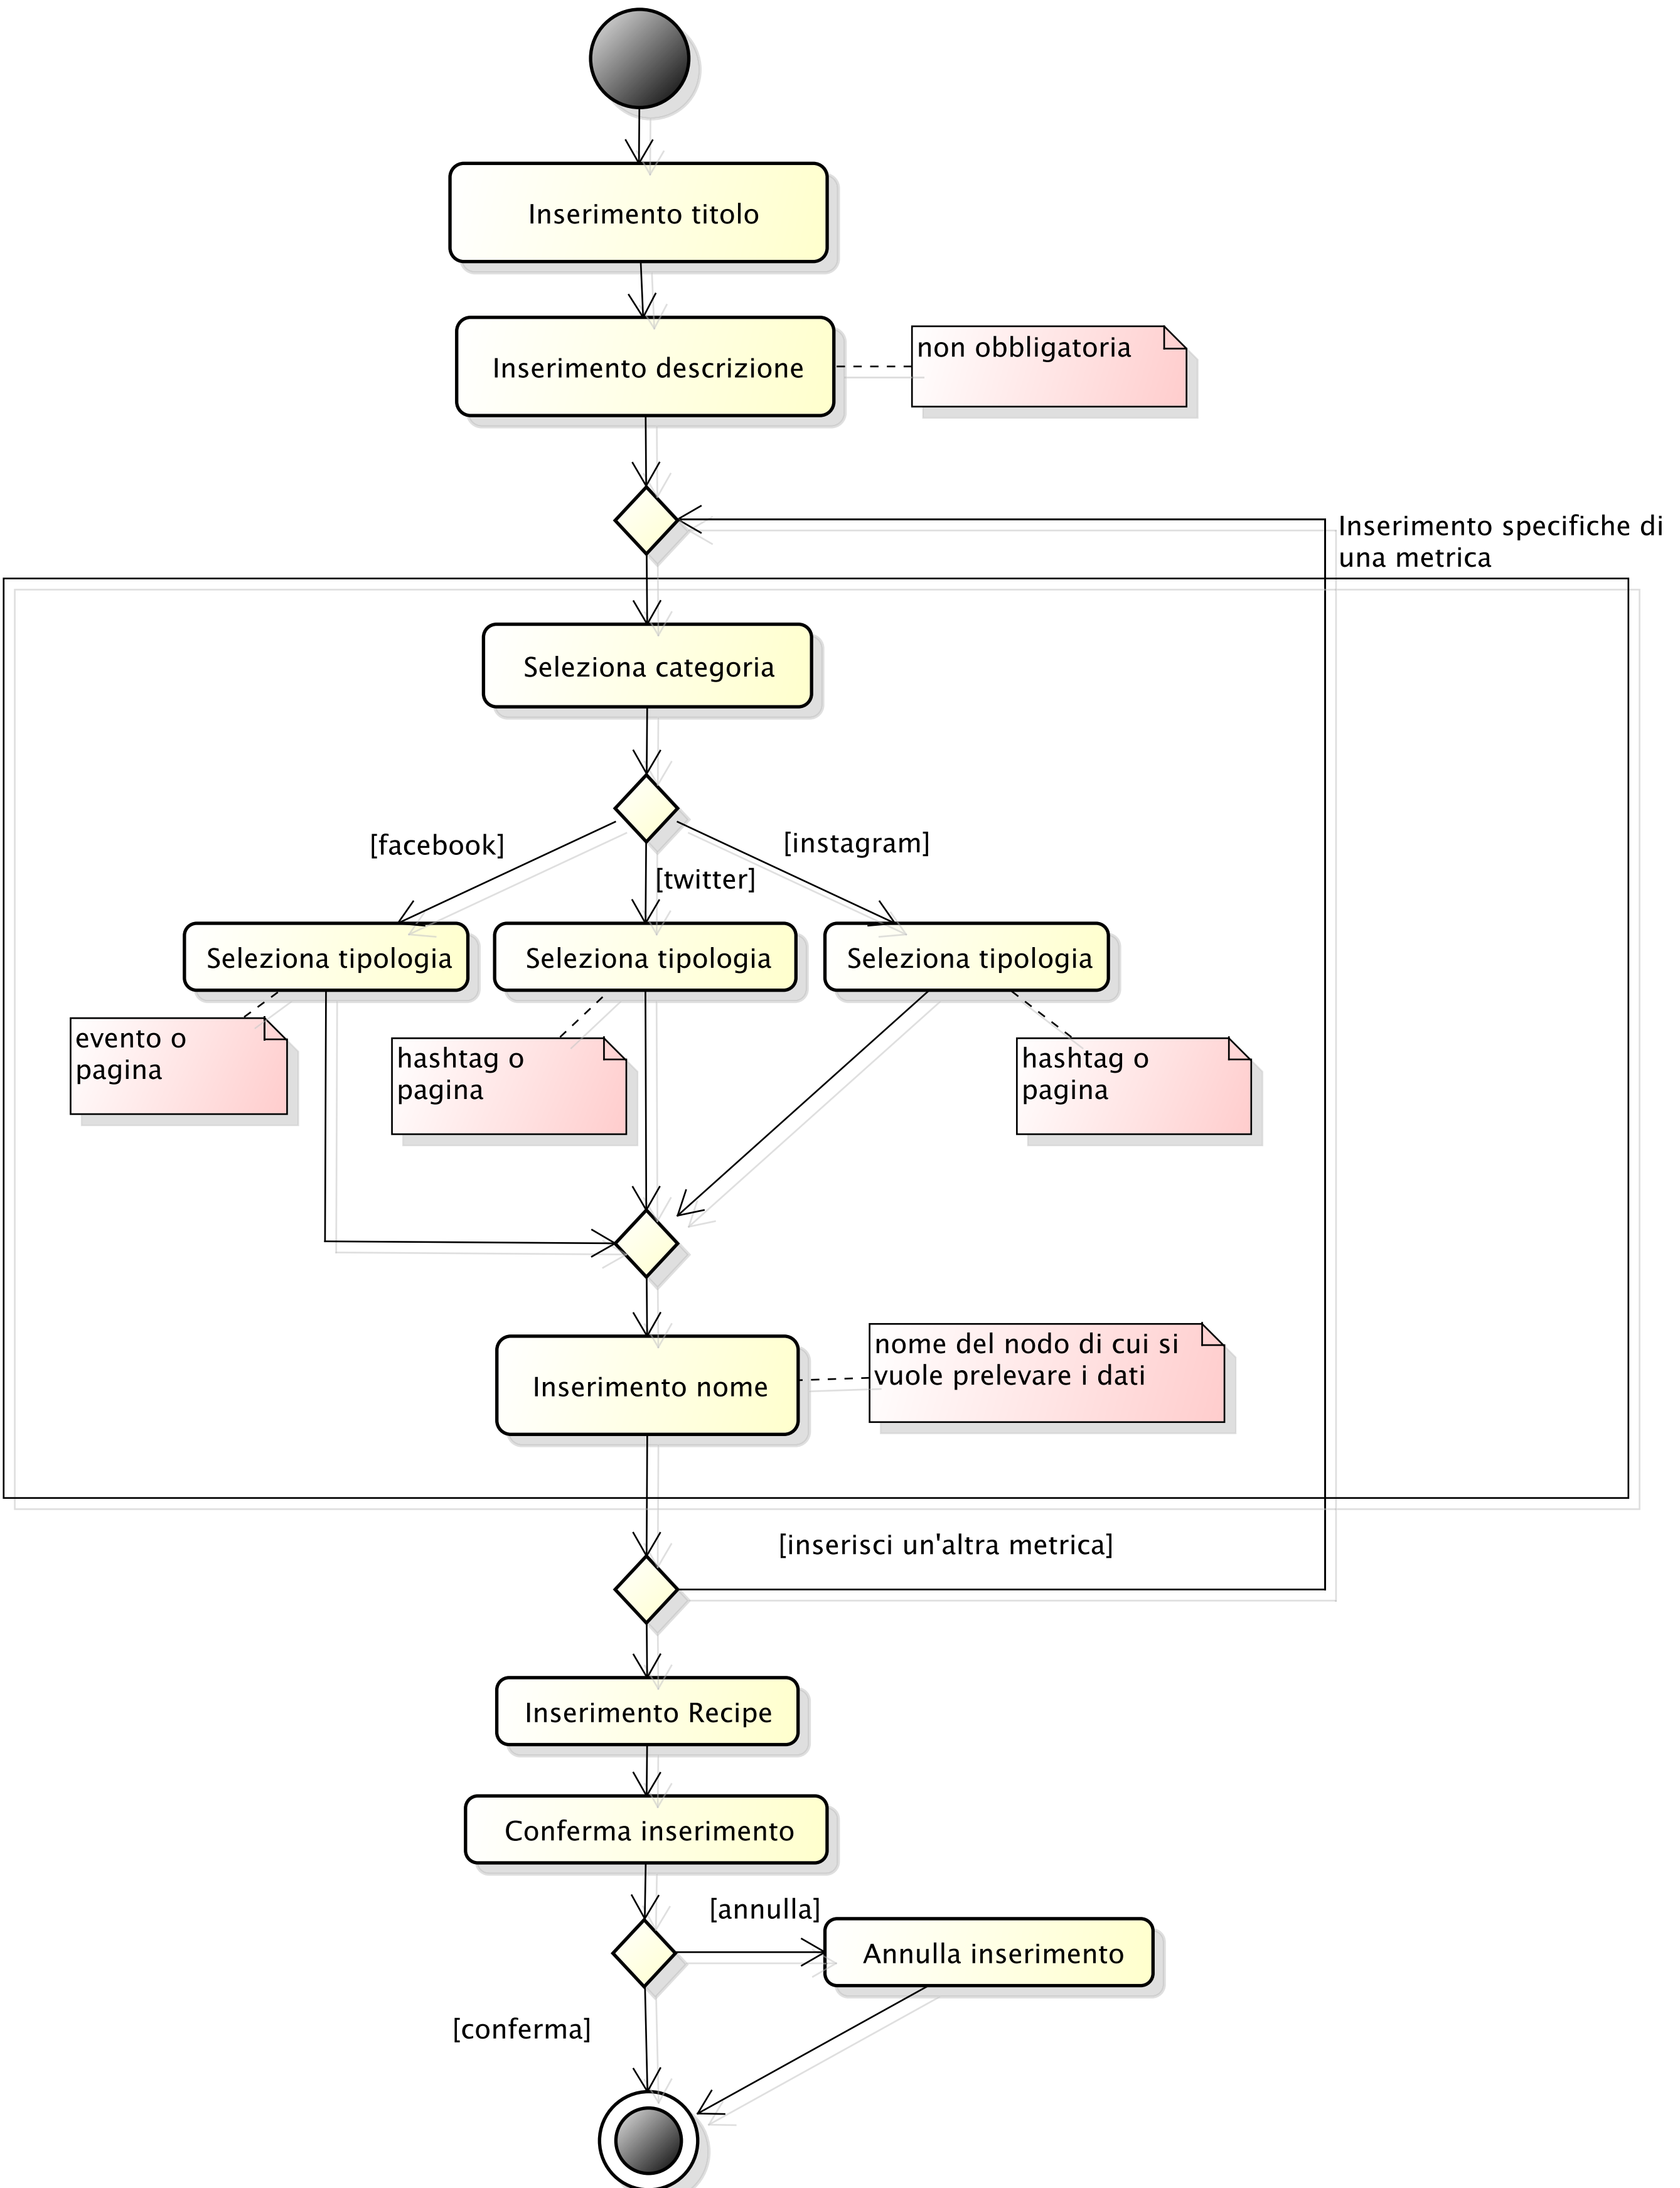 Inserimento titolo
Inserimento descrizione
non obbligatoria
Inserimento specifiche di
una metrica
Seleziona categoria
[facebook]
[twitter]
[instagram]
Seleziona tipologia
Seleziona tipologia
Seleziona tipologia
evento o
pagina
hashtag o
pagina
hashtag o
pagina
Inserimento nome
nome del nodo di cui si
vuole prelevare i dati
[inserisci un'altra metrica]
Inserimento Recipe
Conferma inserimento
[annulla]
Annulla inserimento
[conferma]